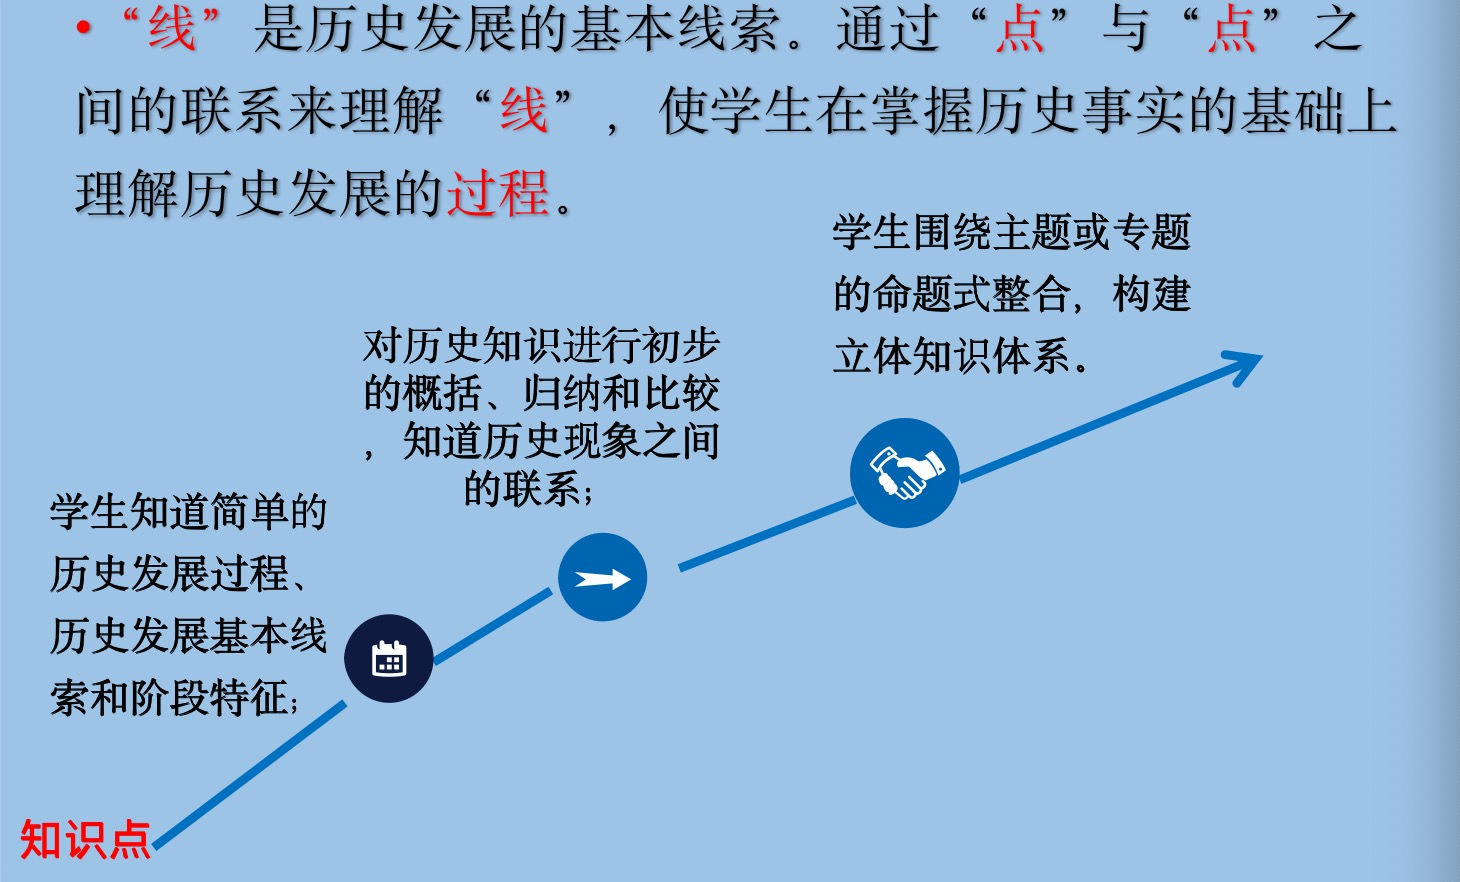 •“线”是历史发展的基本线索。通过“点”与“点”之
间的联系来理解“线”，使学生在掌握历史事实的基础上
理解历史发展的过程。
学生围绕主题或专题
的命题式整合，构建
立体知识体系。
对历史知识进行初步
的概括、归纳和比较
，知道历史现象之间
的联系；
学生知道简单的
历史发展过程、
历史发展基本线
索和阶段特征；
知识点